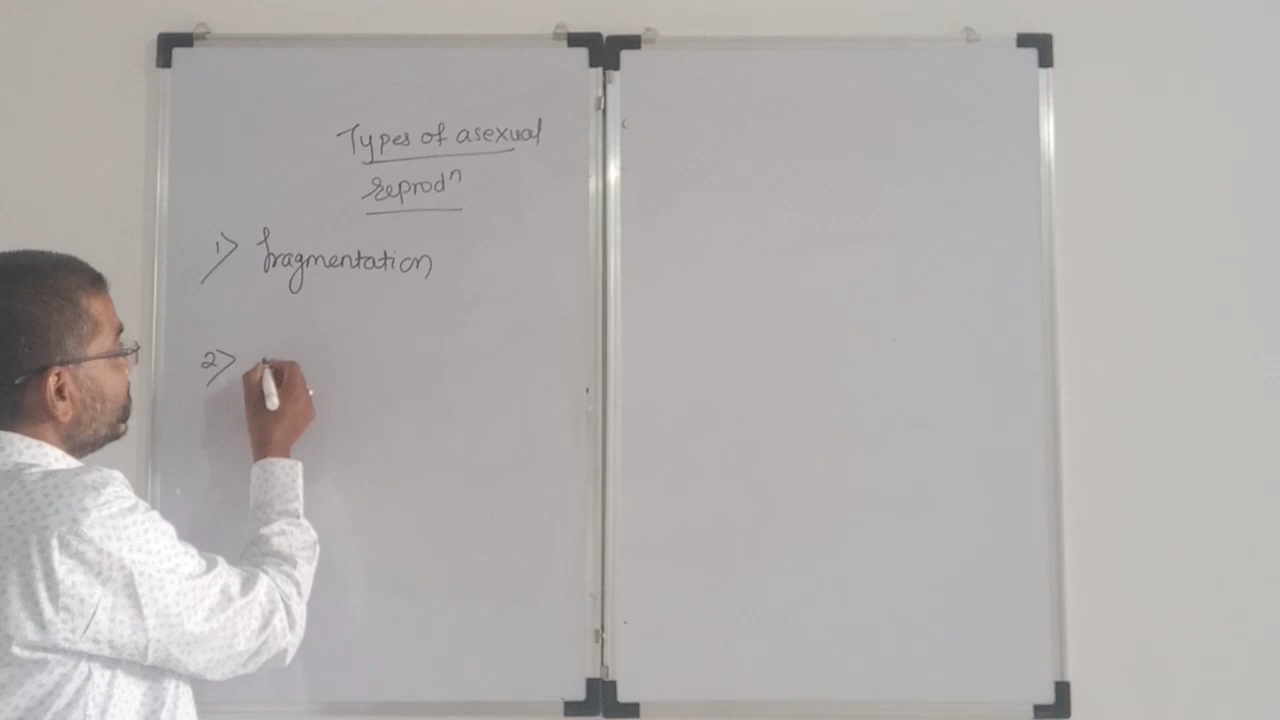 Types of asexual
reprodⁿ
1) fragmentation
2)